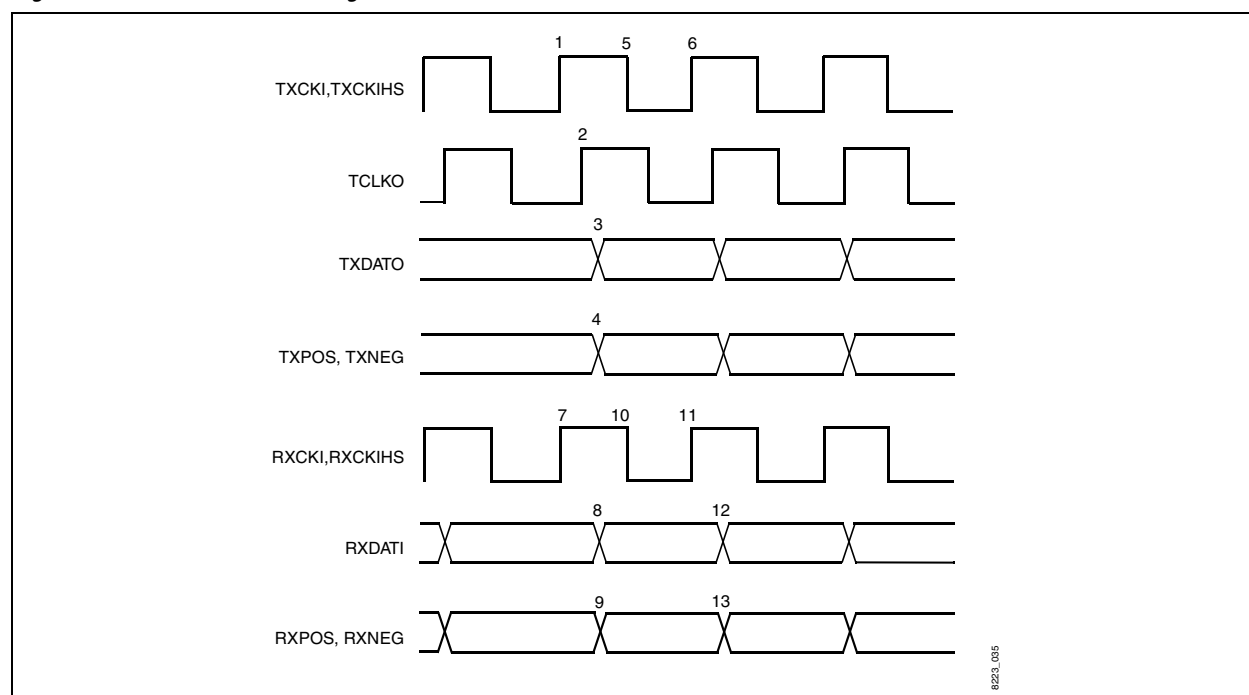 1 5 6
TXCKI,TXCKIHS
2
TCLKO
3
TXDATO
4
TXPOS, TXNEG
7 10 11
RXCKI,RXCKIHS
8 12
RXDATI
9 13
RXPOS, RXNEG
8223_035